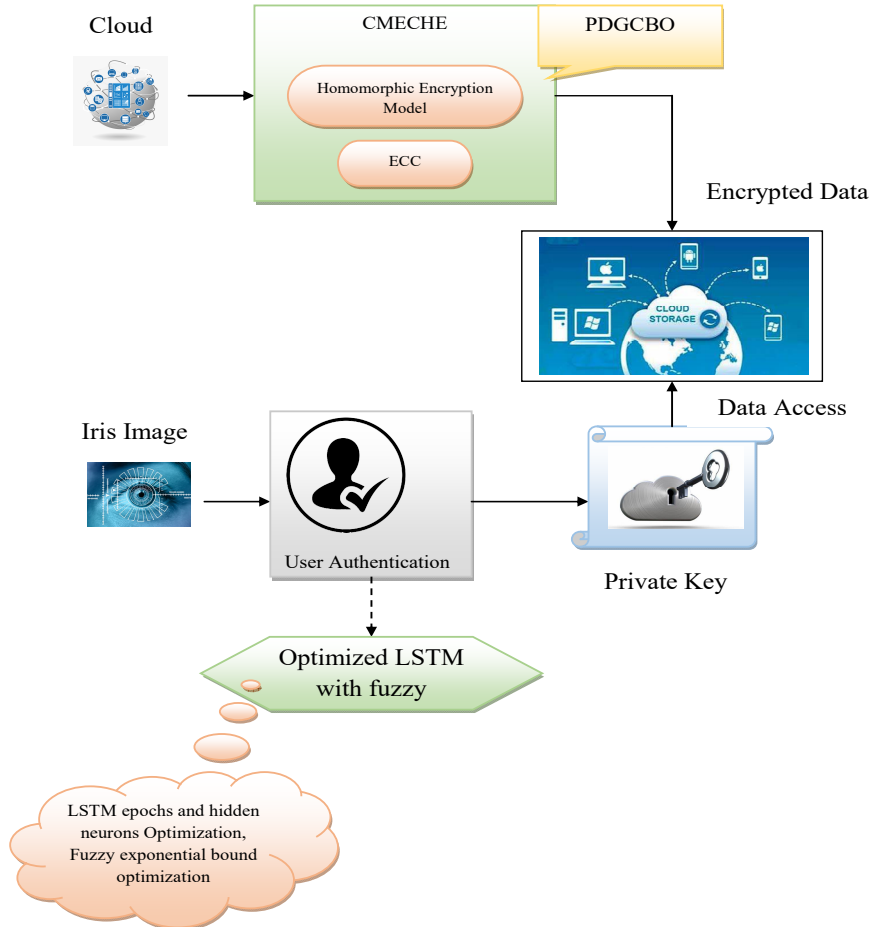 Cloud
CMECHE
PDGCBO
Homomorphic Encryption
Model
ECC
Encrypted Data
CLOUD
STORAGE
Data Access
Iris Image
User Authentication
Private Key
Optimized LSTM
with fuzzy
LSTM epochs and hidden
neurons Optimization,
Fuzzy exponential bound
optimization